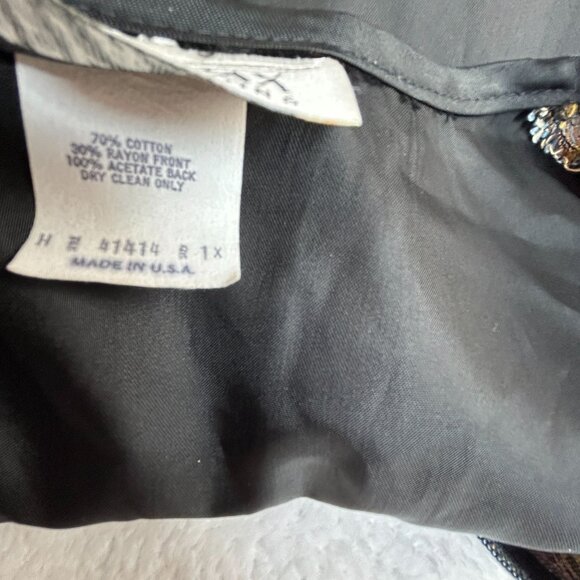 70% COTTON
30% RAYON FRONT
100% ACETATE BACK
DRY CLEAN ONLY
H 41414 1X
MADE IN U.S.A.